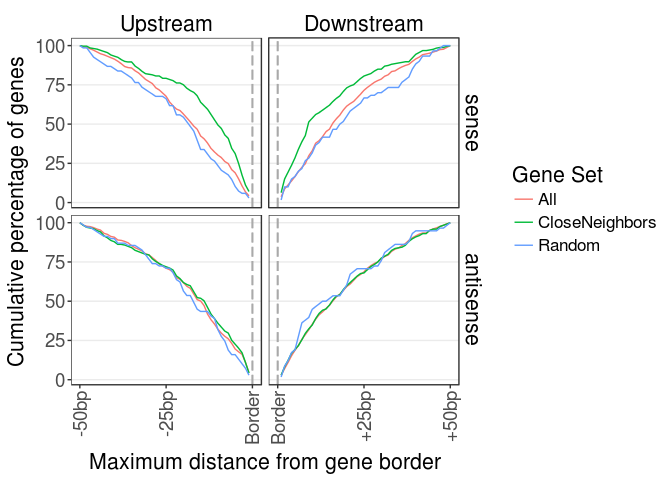 Upstream
Downstream
Cumulative percentage of genes
100
75
50
25
0
sense
100
75
50
25
0
antisense
-50bp
-25bp
Border
Border
+25bp
+50bp
Maximum distance from gene border
Gene Set
All
CloseNeighbors
Random